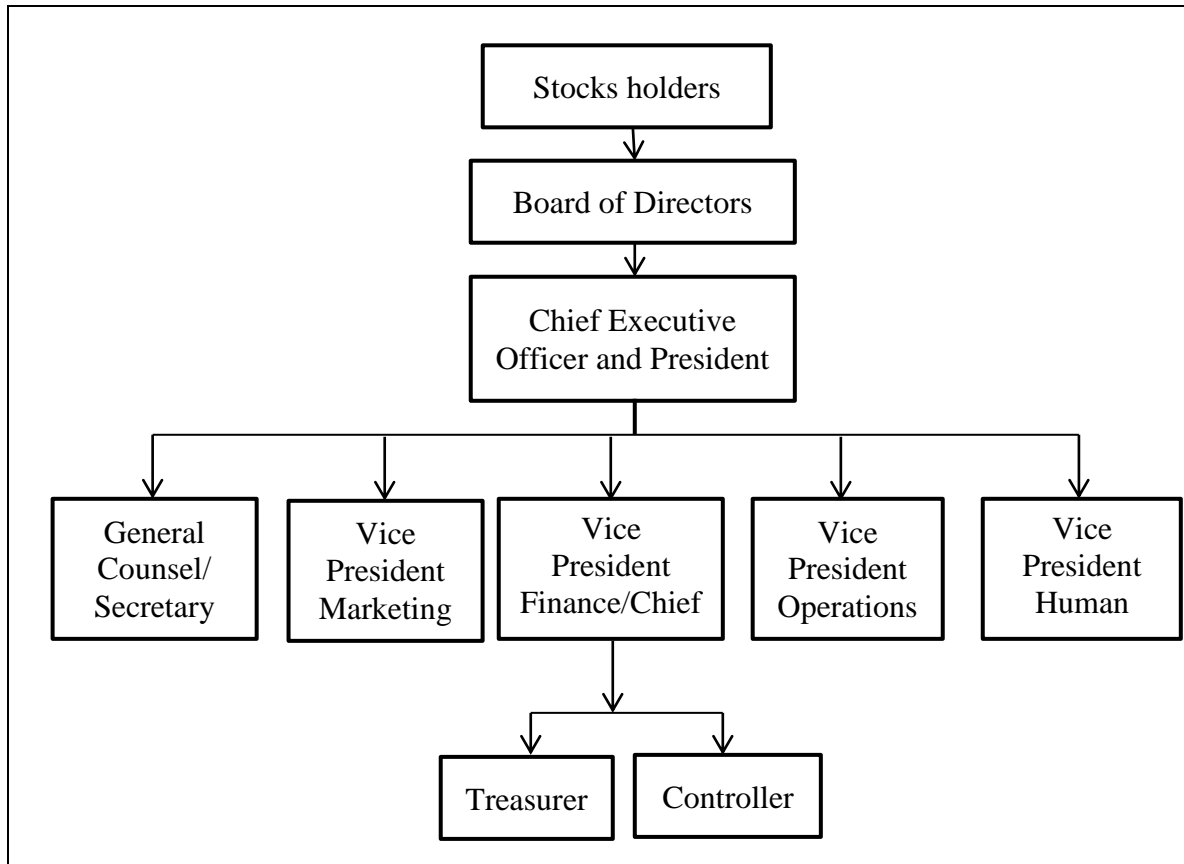 Stocks holders
Board of Directors
Chief Executive
Officer and President
General
Counsel/
Secretary
Vice
President
Marketing
Vice
President
Finance/Chief
Vice
President
Operations
Vice
President
Human
Treasurer
Controller